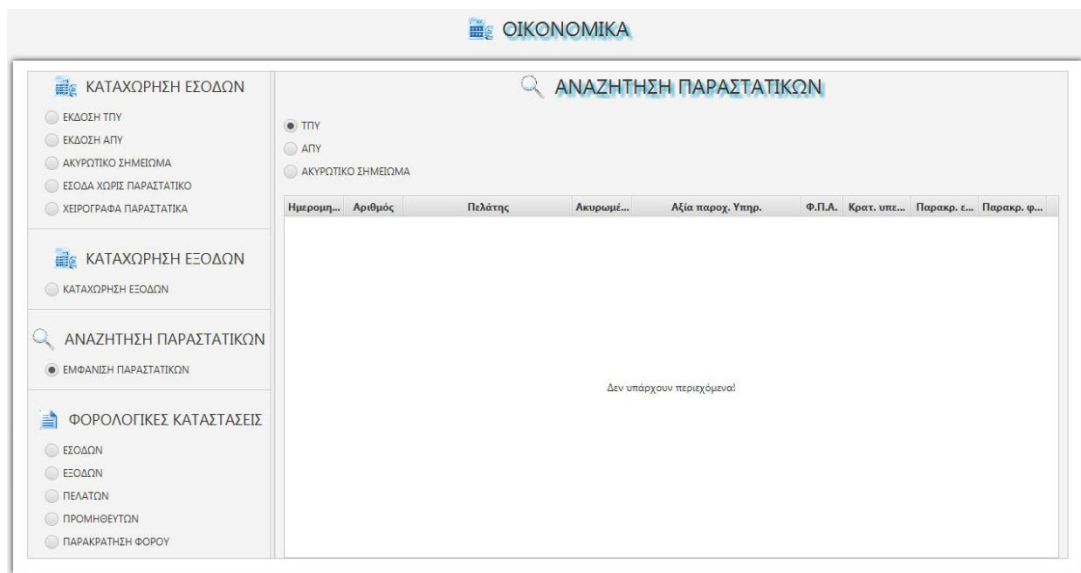 ΟΙΚΟΝΟΜΙΚΑ
ΚΑΤΑΧΩΡΗΣΗ ΕΣΟΔΩΝ
ΕΚΔΟΣΗ ΤΠΥ
ΕΚΔΟΣΗ ΑΠΥ
ΑΚΥΡΩΤΙΚΟ ΣΗΜΕΙΩΜΑ
ΕΣΟΔΑ ΧΩΡΙΣ ΠΑΡΑΣΤΑΤΙΚΟ
ΧΕΙΡΟΓΡΑΦΑ ΠΑΡΑΣΤΑΤΙΚΑ
ΚΑΤΑΧΩΡΗΣΗ ΕΞΟΔΩΝ
ΚΑΤΑΧΩΡΗΣΗ ΕΞΟΔΩΝ
ΑΝΑΖΗΤΗΣΗ ΠΑΡΑΣΤΑΤΙΚΩΝ
ΕΜΦΑΝΙΣΗ ΠΑΡΑΣΤΑΤΙΚΩΝ
ΦΟΡΟΛΟΓΙΚΕΣ ΚΑΤΑΣΤΑΣΕΙΣ
ΕΣΟΔΩΝ
ΕΞΟΔΩΝ
ΠΕΛΑΤΩΝ
ΠΡΟΜΗΘΕΥΤΩΝ
ΠΑΡΑΚΡΑΤΗΣΗ ΦΟΡΟΥ
ΑΝΑΖΗΤΗΣΗ ΠΑΡΑΣΤΑΤΙΚΩΝ
ΤΠΥ
ΑΠΥ
ΑΚΥΡΩΤΙΚΟ ΣΗΜΕΙΩΜΑ
Ημερομη... Αριθμός Πελάτης Ακυρωμέ... Αξία παροχ. Υπηρ. Φ.Π.Α. Κρατ. υπε... Παρακρ. ε... Παρακρ. φ...
Δεν υπάρχουν περιεχόμενα!